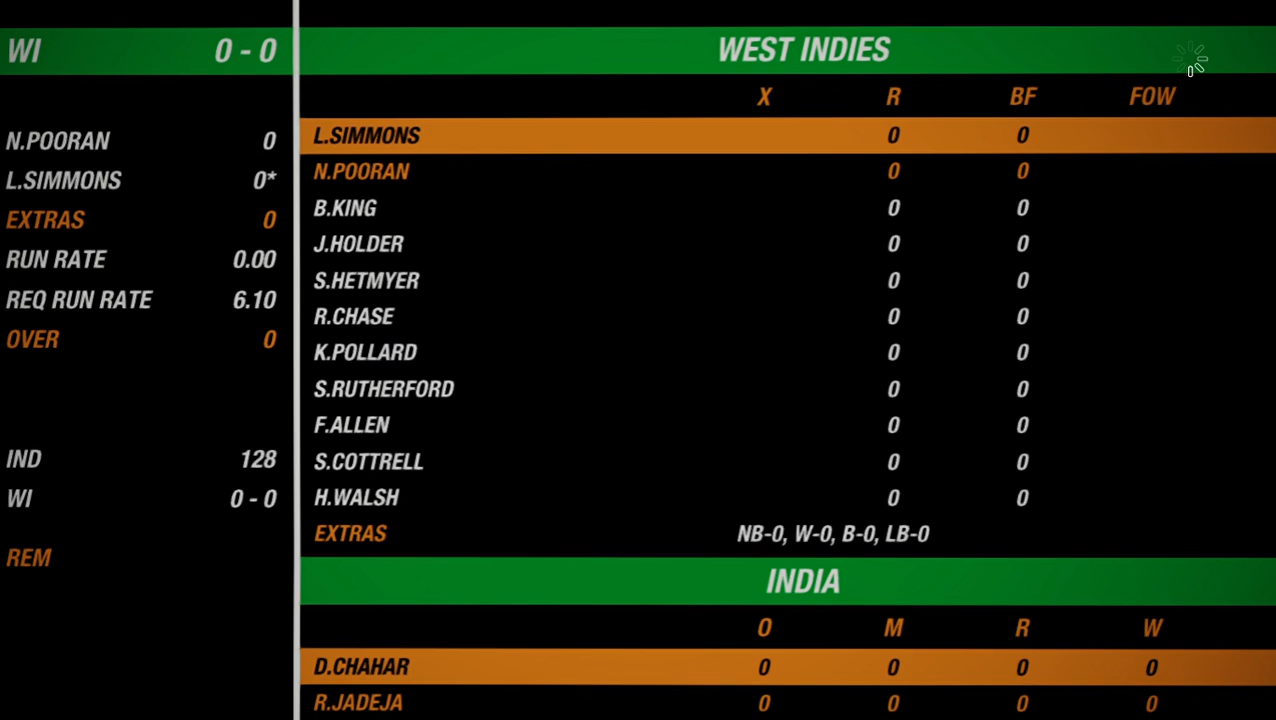 WI 0 - 0
N.POORAN 0
L.SIMMONS 0*
EXTRAS 0
RUN RATE 0.00
REQ RUN RATE 6.10
OVER 0
IND 128
WI 0 - 0
REM
WEST INDIES
X R BF FOW
L.SIMMONS 0 0
N.POORAN 0 0
B.KING 0 0
J.HOLDER 0 0
S.HETMYER 0 0
R.CHASE 0 0
K.POLLARD 0 0
S.RUTHERFORD 0 0
F.ALLEN 0 0
S.COTTRELL 0 0
H.WALSH 0 0
EXTRAS NB-0, W-0, B-0, LB-0
INDIA
O M R W
D.CHAHAR 0 0 0 0
R.JADEJA 0 0 0 0